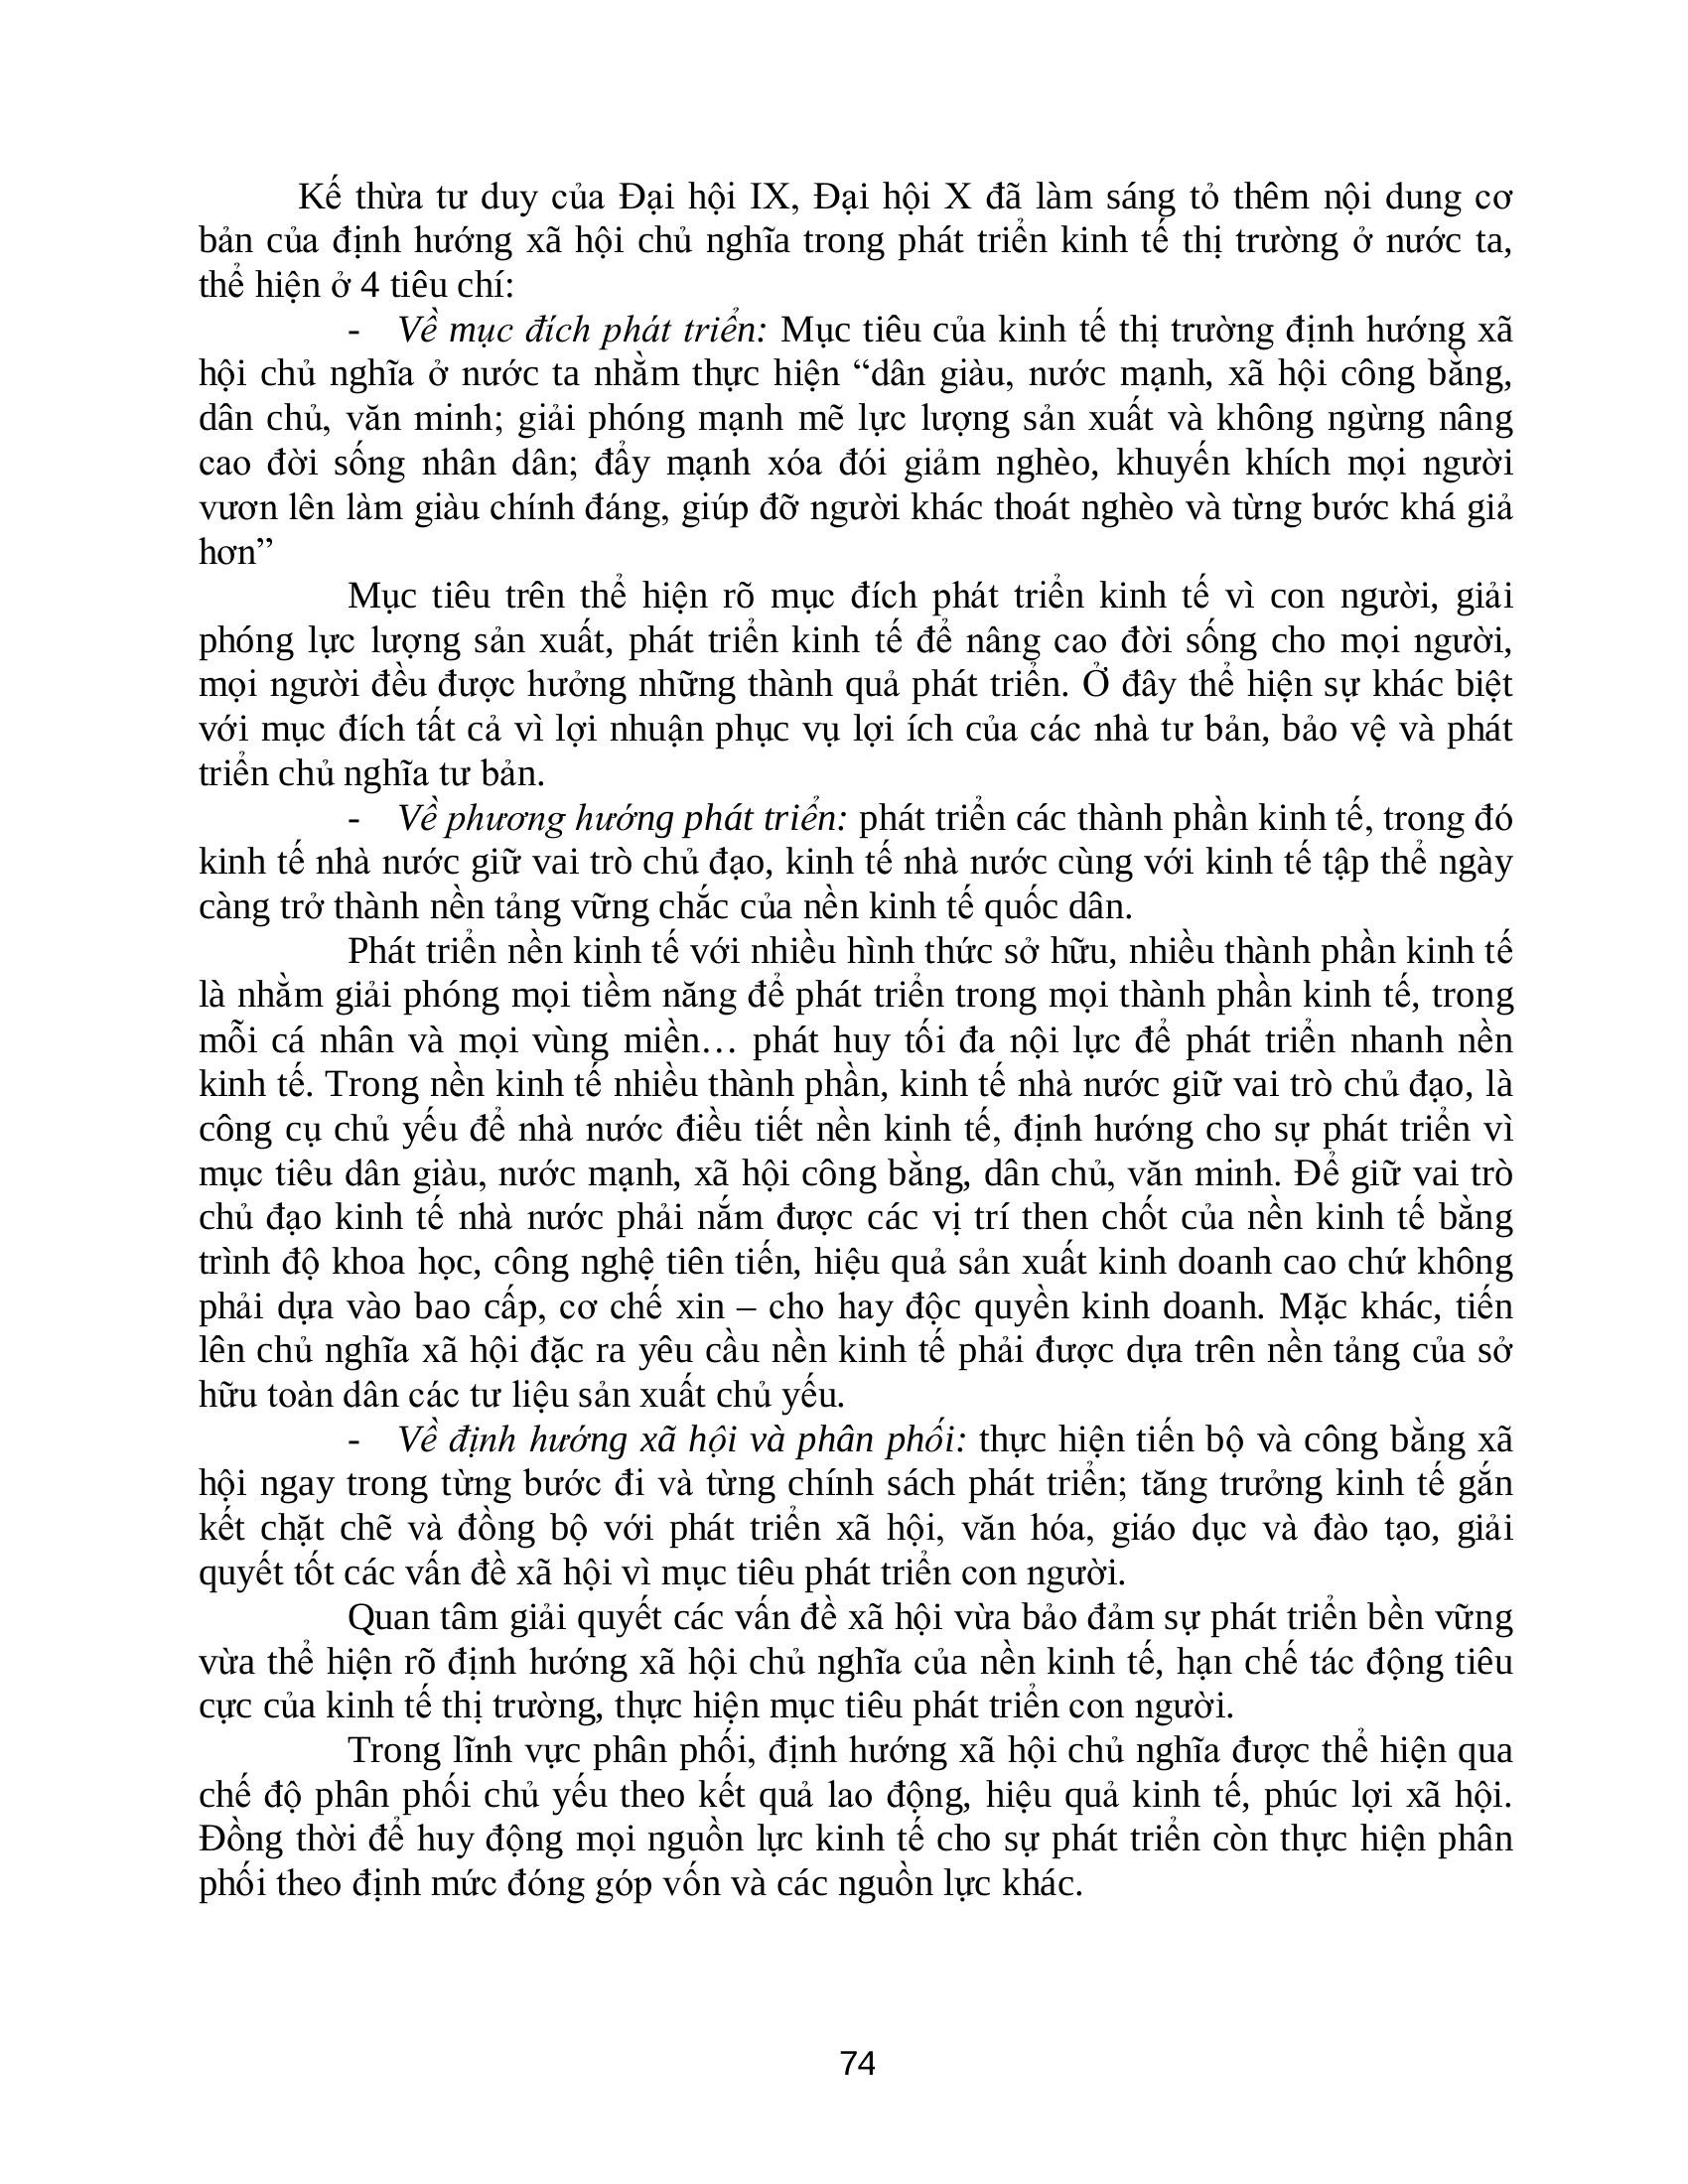 Kế thừa tư duy của Đại hội IX, Đại hội X đã làm sáng tỏ thêm nội dung cơ
bản của định hướng xã hội chủ nghĩa trong phát triển kinh tế thị trường ở nước ta,
thể hiện ở 4 tiêu chí:
- Về mục đích phát triển: Mục tiêu của kinh tế thị trường định hướng xã
hội chủ nghĩa ở nước ta nhằm thực hiện “dân giàu, nước mạnh, xã hội công bằng,
dân chủ, văn minh; giải phóng mạnh mẽ lực lượng sản xuất và không ngừng nâng
cao đời sống nhân dân; đẩy mạnh xóa đói giảm nghèo, khuyến khích mọi người
vươn lên làm giàu chính đáng, giúp đỡ người khác thoát nghèo và từng bước khá giả
hơn”
Mục tiêu trên thể hiện rõ mục đích phát triển kinh tế vì con người, giải
phóng lực lượng sản xuất, phát triển kinh tế để nâng cao đời sống cho mọi người,
mọi người đều được hưởng những thành quả phát triển. Ở đây thể hiện sự khác biệt
với mục đích tất cả vì lợi nhuận phục vụ lợi ích của các nhà tư bản, bảo vệ và phát
triển chủ nghĩa tư bản.
- Về phương hướng phát triển: phát triển các thành phần kinh tế, trong đó
kinh tế nhà nước giữ vai trò chủ đạo, kinh tế nhà nước cùng với kinh tế tập thể ngày
càng trở thành nền tảng vững chắc của nền kinh tế quốc dân.
Phát triển nền kinh tế với nhiều hình thức sở hữu, nhiều thành phần kinh tế
là nhằm giải phóng mọi tiềm năng để phát triển trong mọi thành phần kinh tế, trong
mỗi cá nhân và mọi vùng miền… phát huy tối đa nội lực để phát triển nhanh nền
kinh tế. Trong nền kinh tế nhiều thành phần, kinh tế nhà nước giữ vai trò chủ đạo, là
công cụ chủ yếu để nhà nước điều tiết nền kinh tế, định hướng cho sự phát triển vì
mục tiêu dân giàu, nước mạnh, xã hội công bằng, dân chủ, văn minh. Để giữ vai trò
chủ đạo kinh tế nhà nước phải nắm được các vị trí then chốt của nền kinh tế bằng
trình độ khoa học, công nghệ tiên tiến, hiệu quả sản xuất kinh doanh cao chứ không
phải dựa vào bao cấp, cơ chế xin – cho hay độc quyền kinh doanh. Mặc khác, tiến
lên chủ nghĩa xã hội đặc ra yêu cầu nền kinh tế phải được dựa trên nền tảng của sở
hữu toàn dân các tư liệu sản xuất chủ yếu.
- Về định hướng xã hội và phân phối: thực hiện tiến bộ và công bằng xã
hội ngay trong từng bước đi và từng chính sách phát triển; tăng trưởng kinh tế gắn
kết chặt chẽ và đồng bộ với phát triển xã hội, văn hóa, giáo dục và đào tạo, giải
quyết tốt các vấn đề xã hội vì mục tiêu phát triển con người.
Quan tâm giải quyết các vấn đề xã hội vừa bảo đảm sự phát triển bền vững
vừa thể hiện rõ định hướng xã hội chủ nghĩa của nền kinh tế, hạn chế tác động tiêu
cực của kinh tế thị trường, thực hiện mục tiêu phát triển con người.
Trong lĩnh vực phân phối, định hướng xã hội chủ nghĩa được thể hiện qua
chế độ phân phối chủ yếu theo kết quả lao động, hiệu quả kinh tế, phúc lợi xã hội.
Đồng thời để huy động mọi nguồn lực kinh tế cho sự phát triển còn thực hiện phân
phối theo định mức đóng góp vốn và các nguồn lực khác.
74